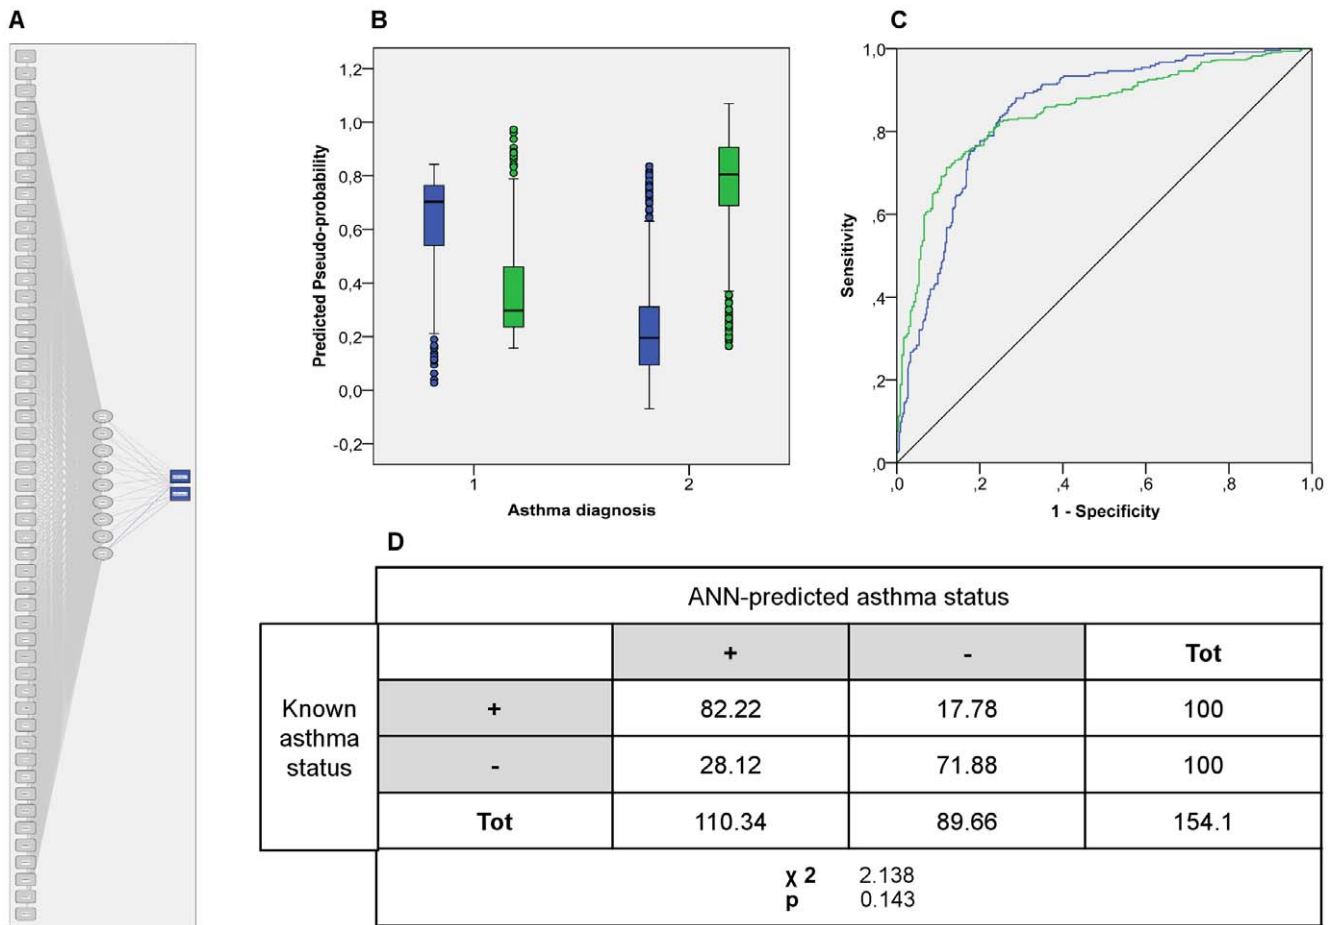 A
B
C
1,2
1,0
0,8
0,6
0,4
0,2
0,0
-0,2
Predicted Pseudo-probability
1
2
Asthma diagnosis
1,0
,8
,6
,4
,2
,0
Sensitivity
,0
,2
,4
,6
,8
1,0
1 - Specificity
D
ANN-predicted asthma status
+
-
Tot
Known
asthma
status
+
82.22
17.78
100
-
28.12
71.88
100
Tot
110.34
89.66
154.1
χ 2 2.138
p 0.143